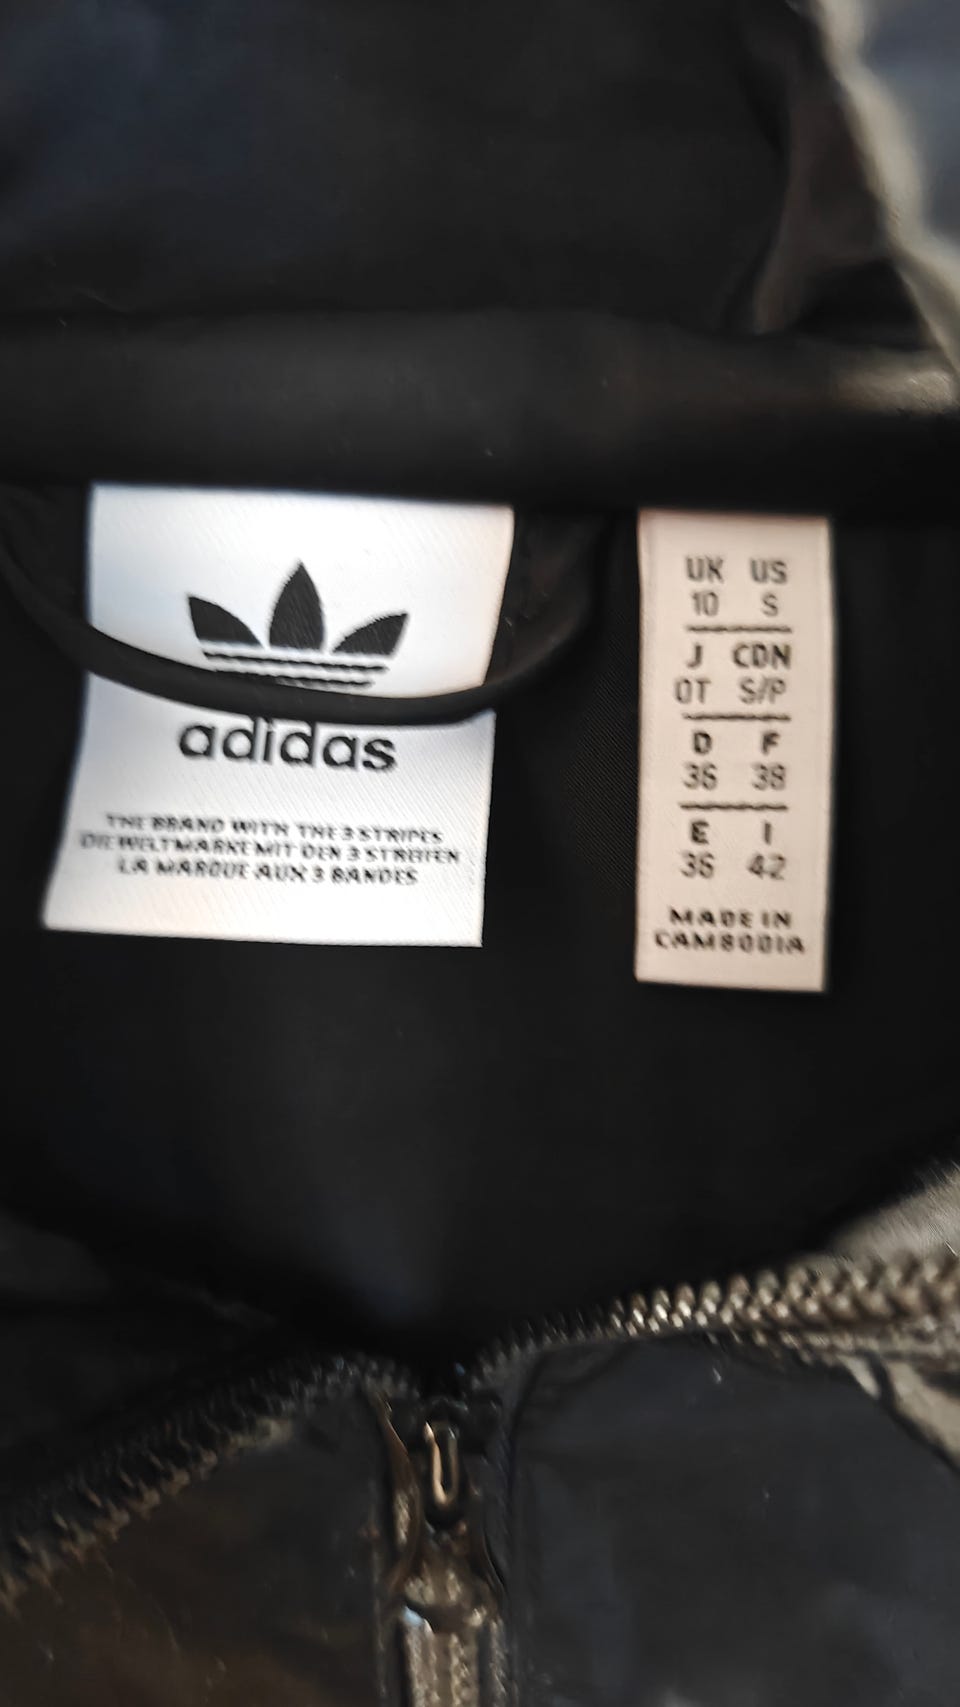 adidas
THE BRAND WITH THE 3 STRIPES
DIE WELTMARKE MIT DEN 3 STREIFEN
LA MARQUE AUX 3 BANDES
UK US
10 S
J CDN
OT S/P
D F
36 38
E I
36 42
MADE IN
CAMBODIA